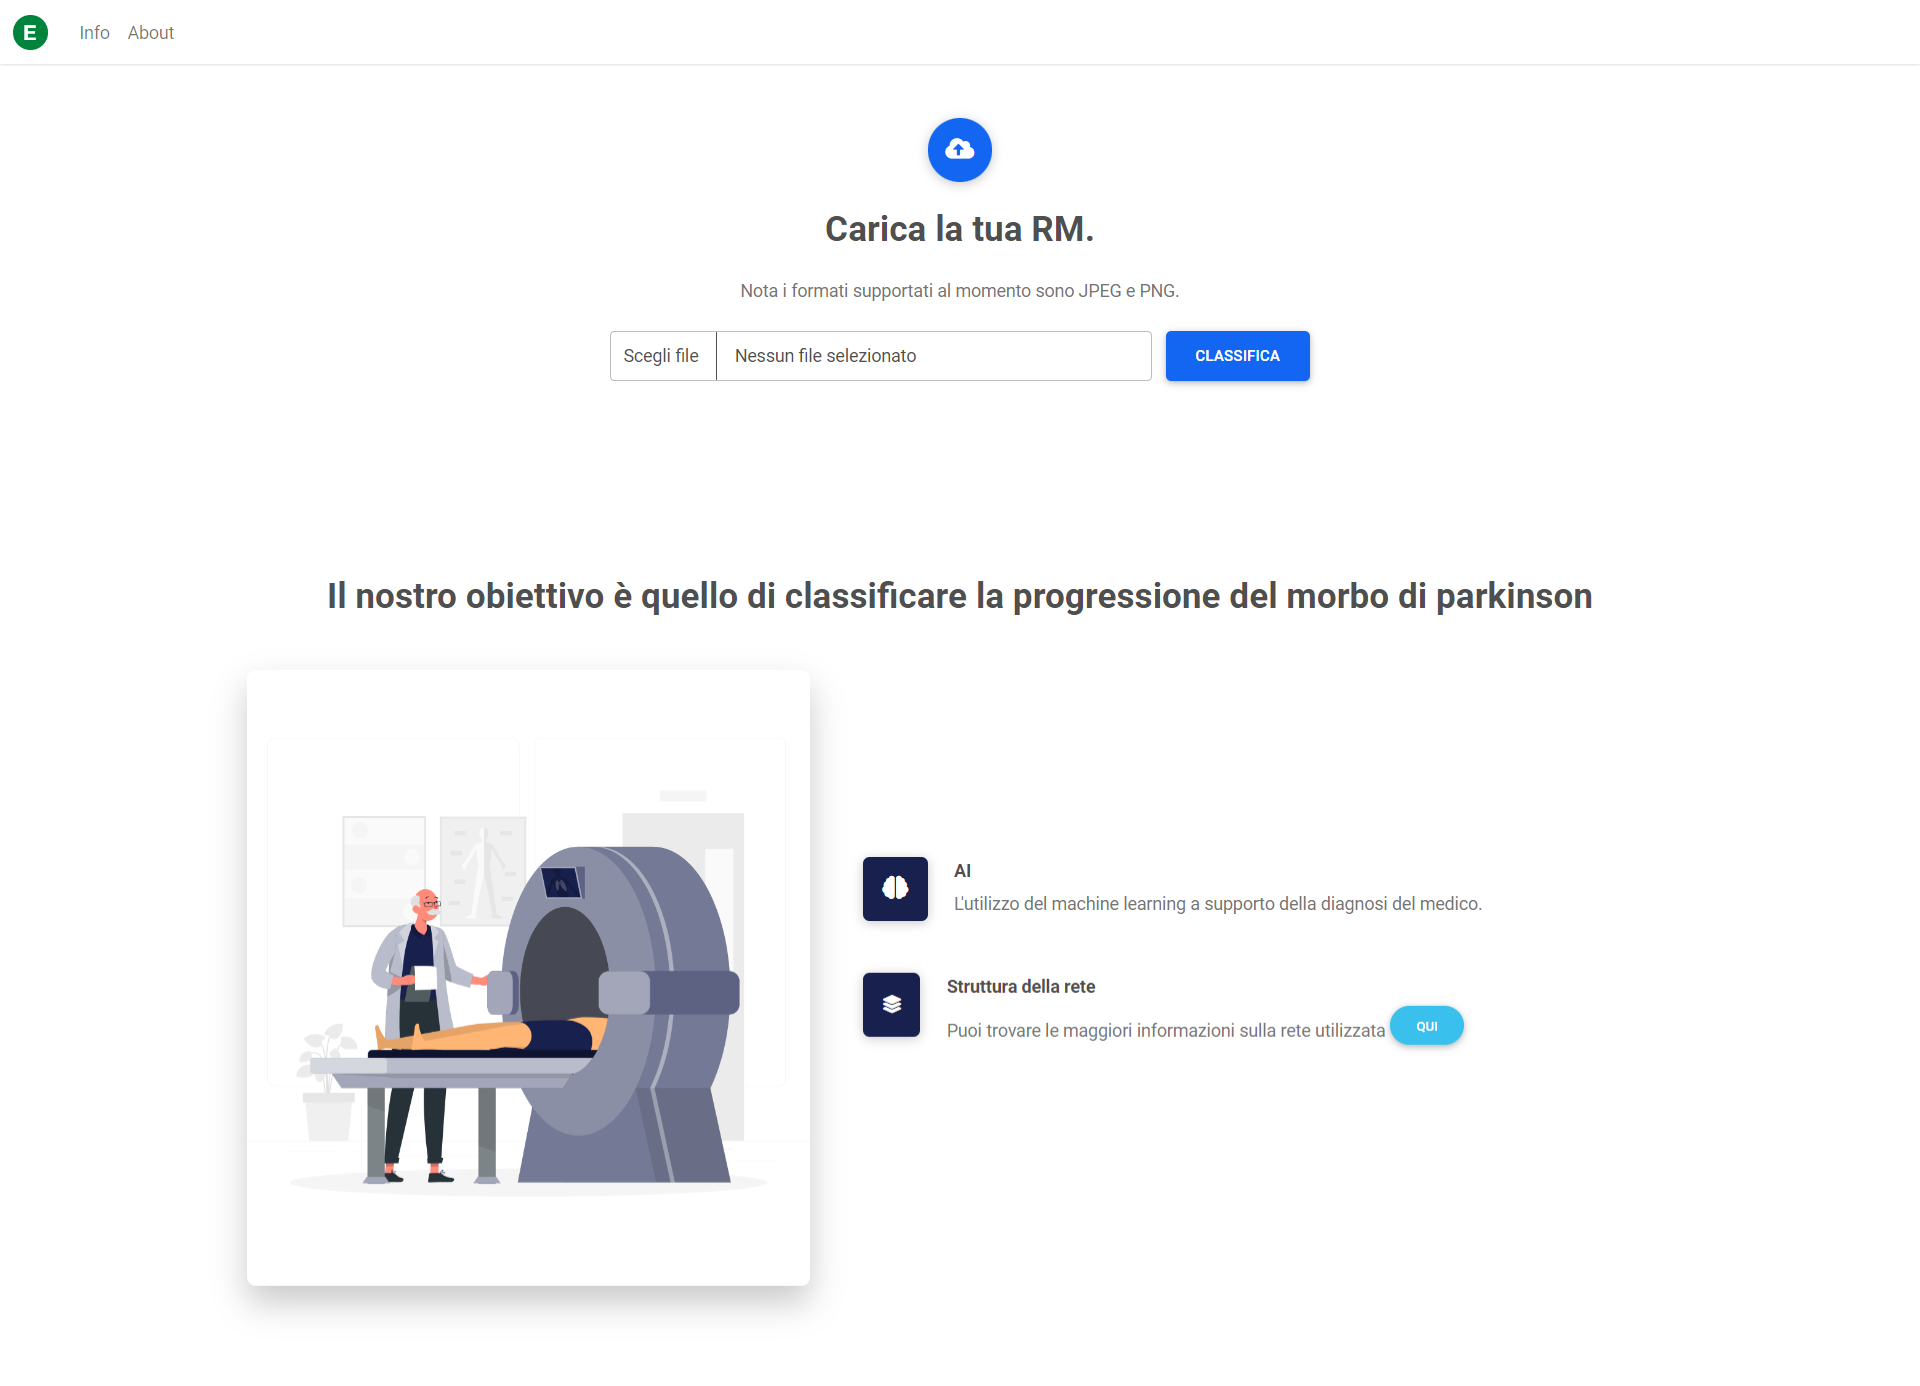 E
Info
About
Carica la tua RM.
Nota i formati supportati al momento sono JPEG e PNG.
Scegli file
Nessun file selezionato
CLASSIFICA
Il nostro obiettivo è quello di classificare la progressione del morbo di parkinson
AI
L'utilizzo del machine learning a supporto della diagnosi del medico.
Struttura della rete
Puoi trovare le maggiori informazioni sulla rete utilizzata
QUI